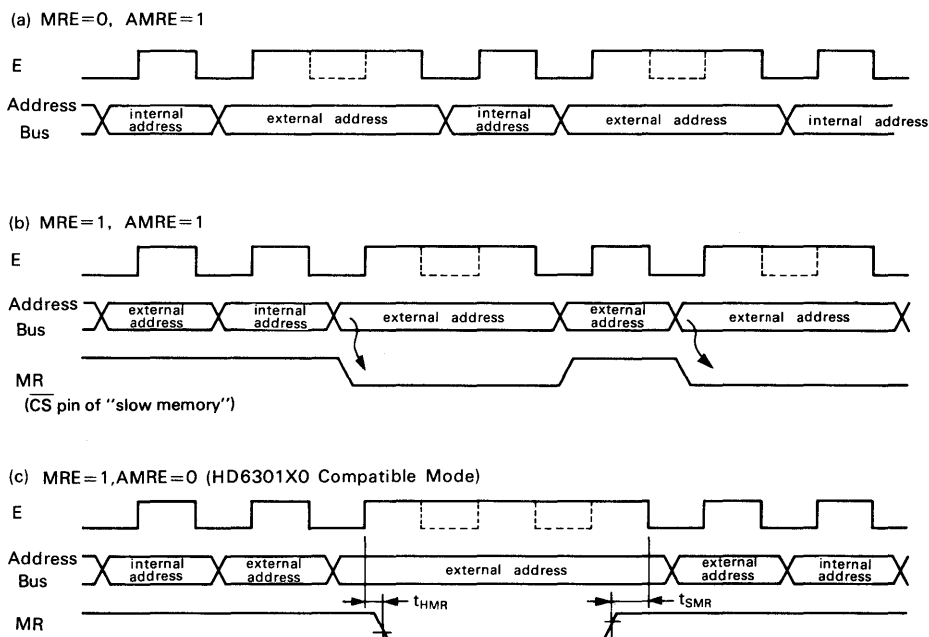 (a) MRE=0, AMRE=1
E
Address Bus
internal address
external address
internal address
external address
internal address
(b) MRE=1, AMRE=1
E
Address Bus
external address
internal address
external address
external address
external address
MR
(CS pin of "slow memory")
(c) MRE=1,AMRE=0 (HD6301X0 Compatible Mode)
E
Address Bus
internal address
external address
external address
external address
internal address
tHMR
tSMR
MR